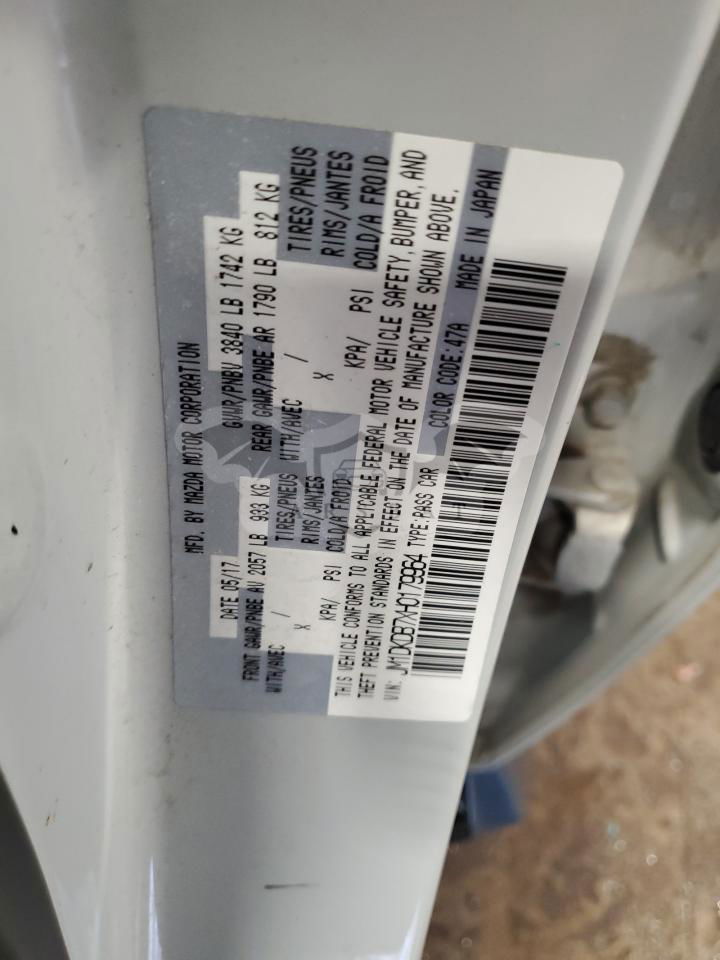 MFD. BY MAZDA MOTOR CORPORATION
DATE 05/17 GVWR/PNBV 3840 LB 1742 KG
FRONT GAWR/PNBE AV 2057 LB 933 KG REAR GAWR/PNBE AR 1790 LB 812 KG
WITH/AVEC / TIRES/PNEUS WITH/AVEC / TIRES/PNEUS
X RIMS/JANTES X RIMS/JANTES
KPA/ PSI COLD/A FROID KPA/ PSI COLD/A FROID
THIS VEHICLE CONFORMS TO ALL APPLICABLE FEDERAL MOTOR VEHICLE SAFETY, BUMPER, AND
THEFT PREVENTION STANDARDS IN EFFECT ON THE DATE OF MANUFACTURE SHOWN ABOVE.
VIN: JM1DKDB7XH0179964 TYPE:PASS CAR COLOR CODE:47A MADE IN JAPAN